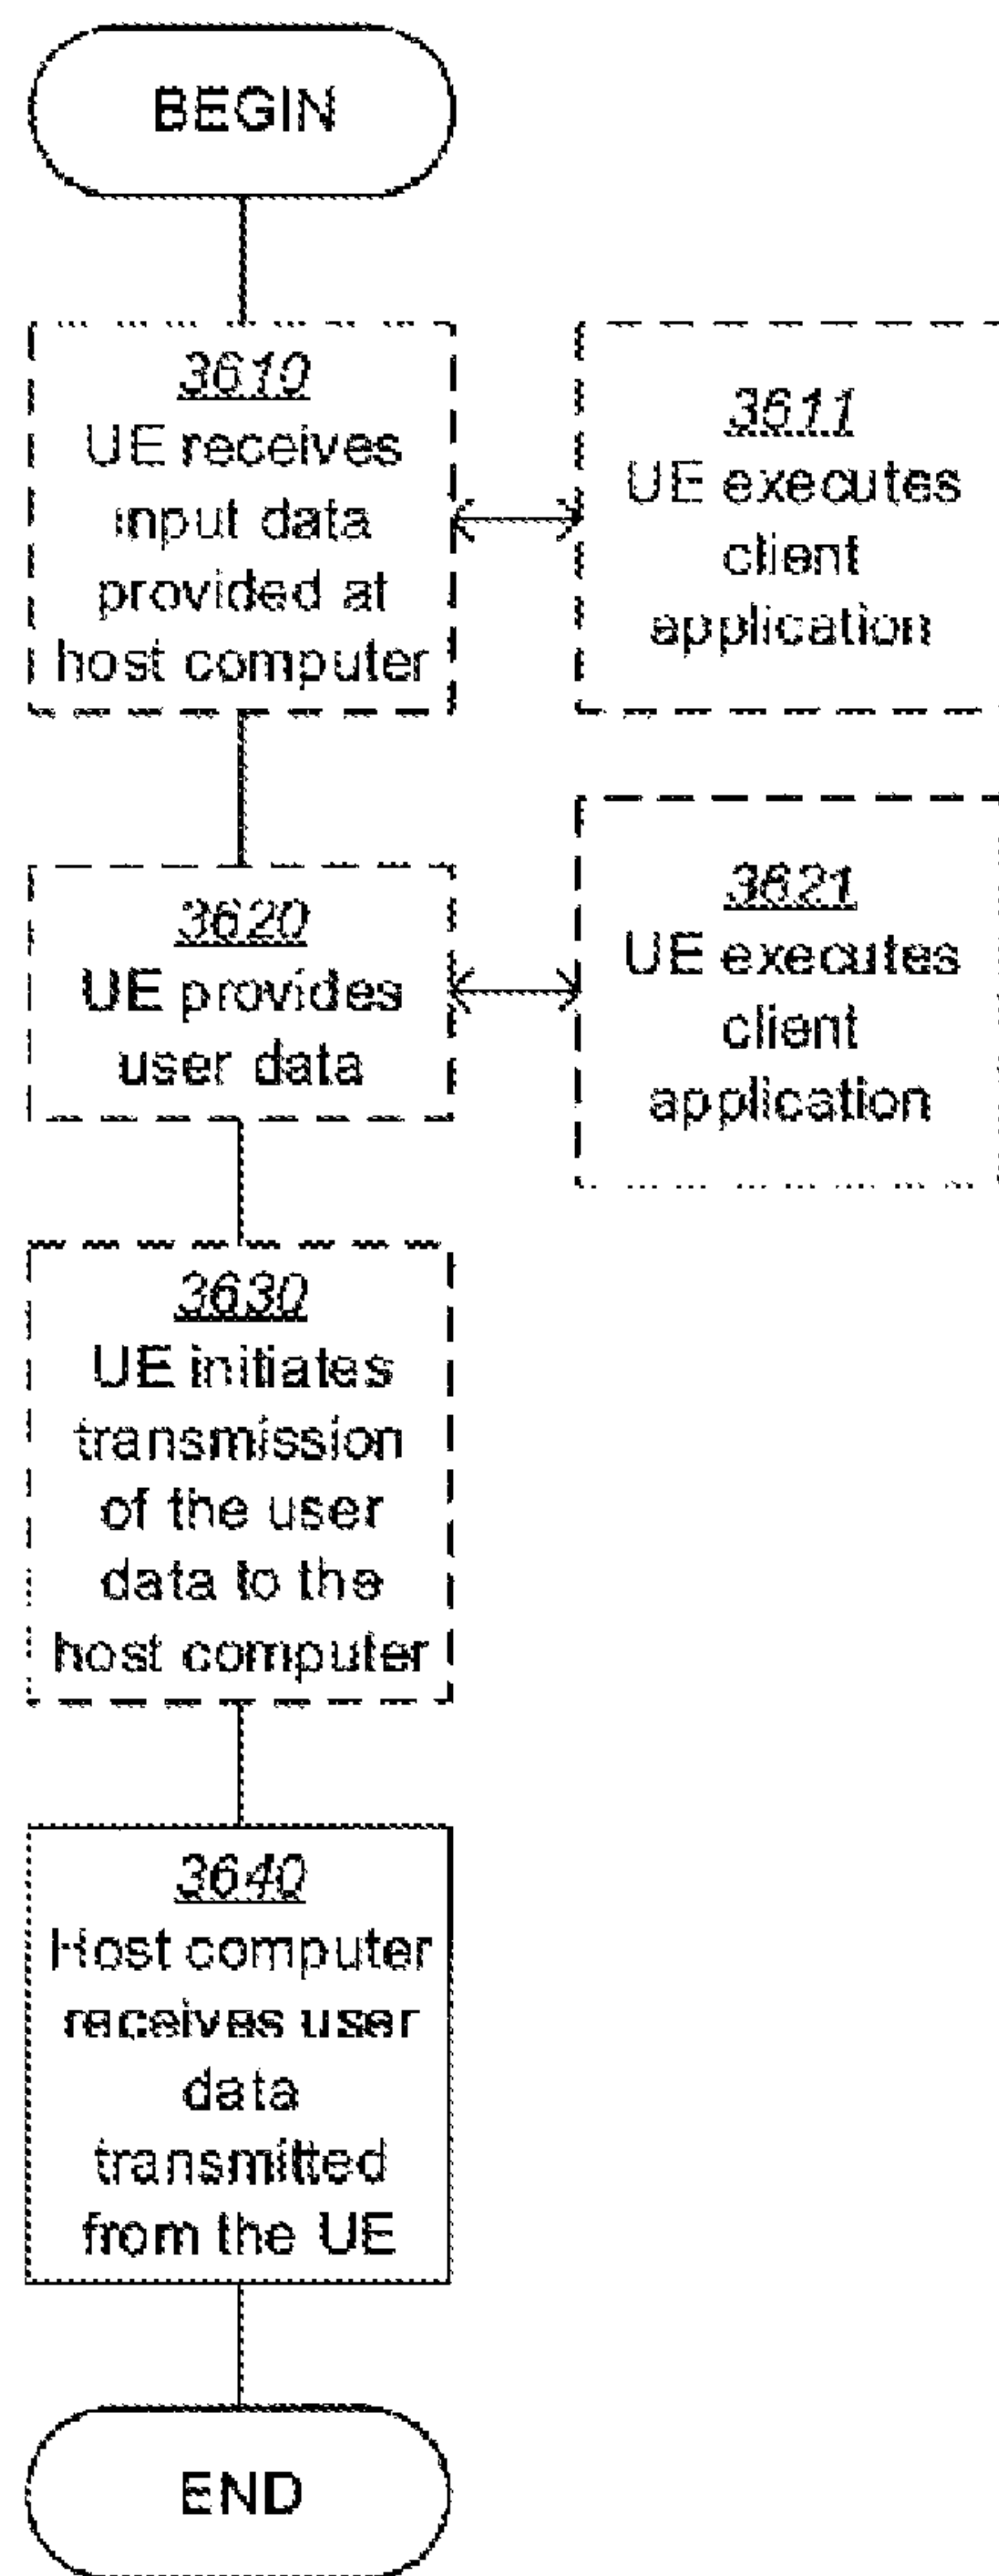 BEGIN
3610
UE receives
input data
provided at
host computer
3611
UE executes
client
application
3620
UE provides
user data
3621
UE executes
client
application
3630
UE initiates
transmission
of the user
data to the
host computer
3640
Host computer
receives user
data
transmitted
from the UE
END